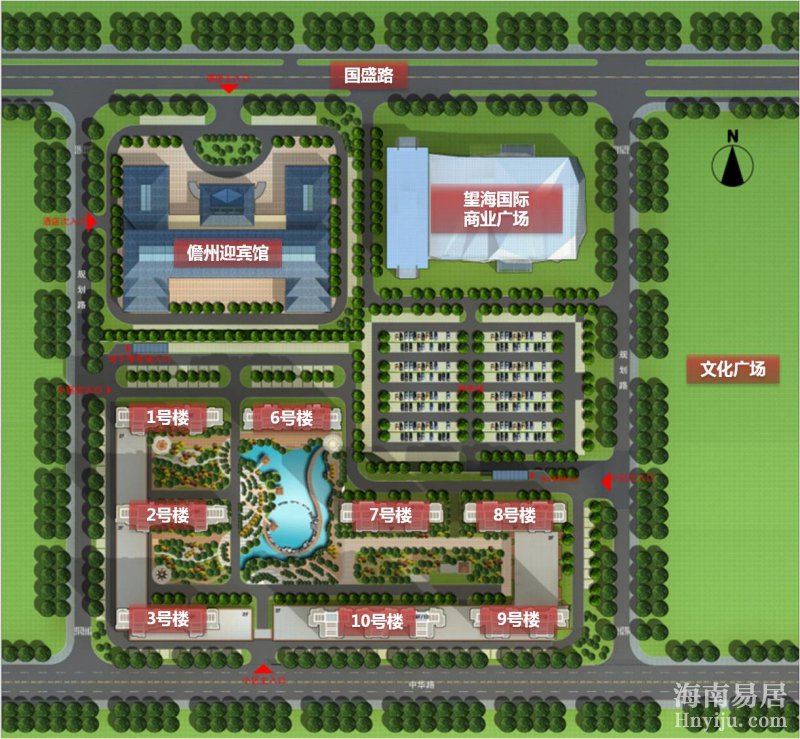 国盛路
N
望海国际
商业广场
儋州迎宾馆
规划路
规划路
文化广场
1号楼
6号楼
2号楼
7号楼
8号楼
3号楼
10号楼
9号楼
2F
2F
中华路
海南易居
Hnyiju.com